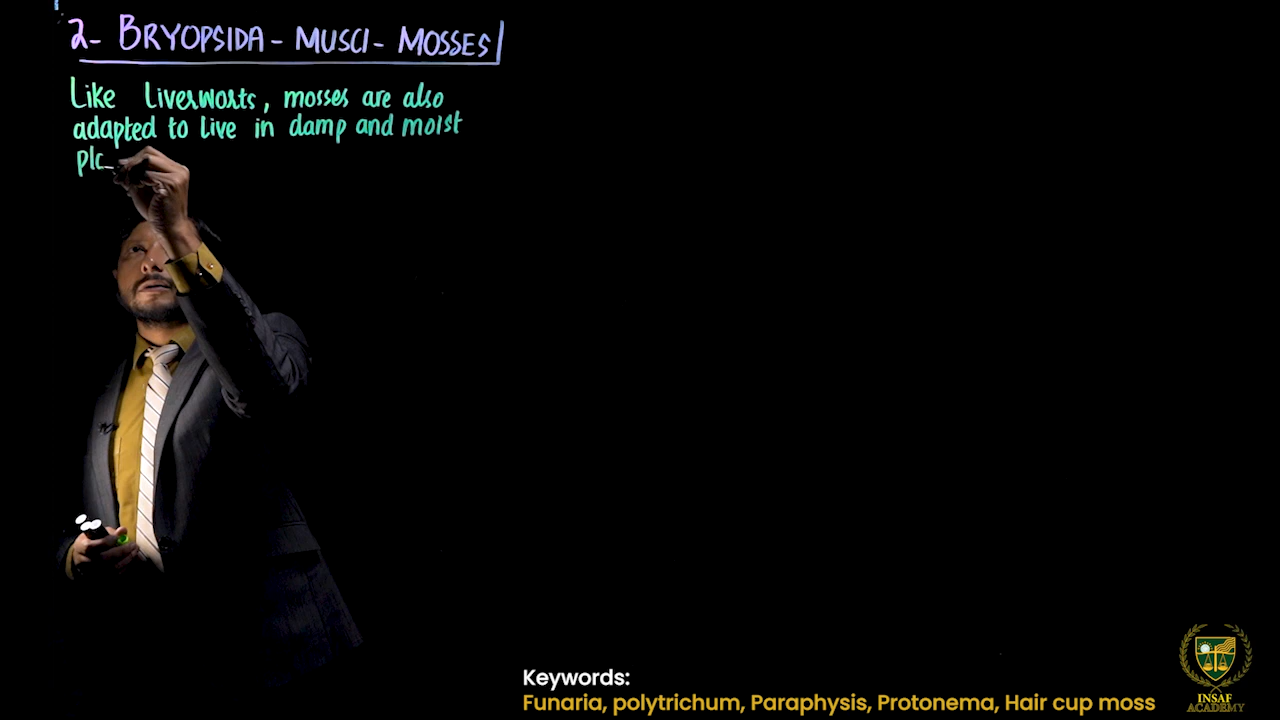 2- BRYOPSIDA - MUSCI - MOSSES
Like Liverworts, mosses are also
adapted to live in damp and moist
plc
Keywords:
Funaria, polytrichum, Paraphysis, Protonema, Hair cup moss
INSAF
ACADEMY